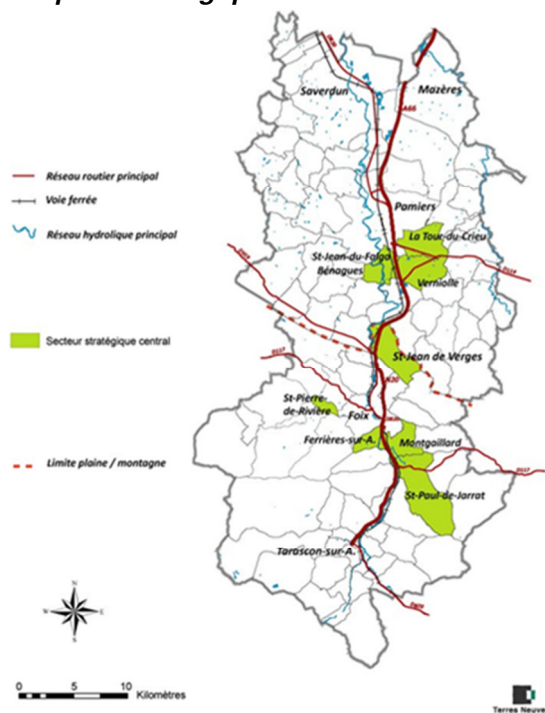 Saverdun
Mazères
A66
Réseau routier principal
Voie ferrée
Réseau hydrolique principal
Pamiers
La Tour-du-Crieu
St-Jean-du-Falga
Bénagues
Verniolle
Secteur stratégique central
St-Jean de Verges
St-Pierre-
de-Rivière
Foix
Ferrières-sur-A.
Montgaillard
Limite plaine / montagne
St-Paul-de-Jarrat
Tarascon-sur-A.
N
W
E
S
0 5 10 Kilomètres
Terres Neuve